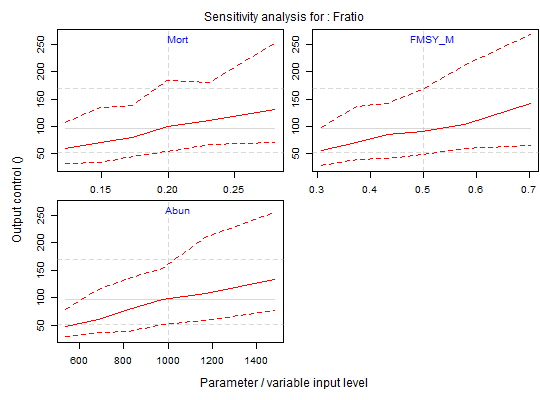 Sensitivity analysis for : Fratio
Mort
FMSY_M
50 100 150 200 250
50 100 150 200 250
0.15 0.20 0.25
0.3 0.4 0.5 0.6 0.7
Abun
50 100 150 200 250
600 800 1000 1200 1400
Output control ()
Parameter / variable input level